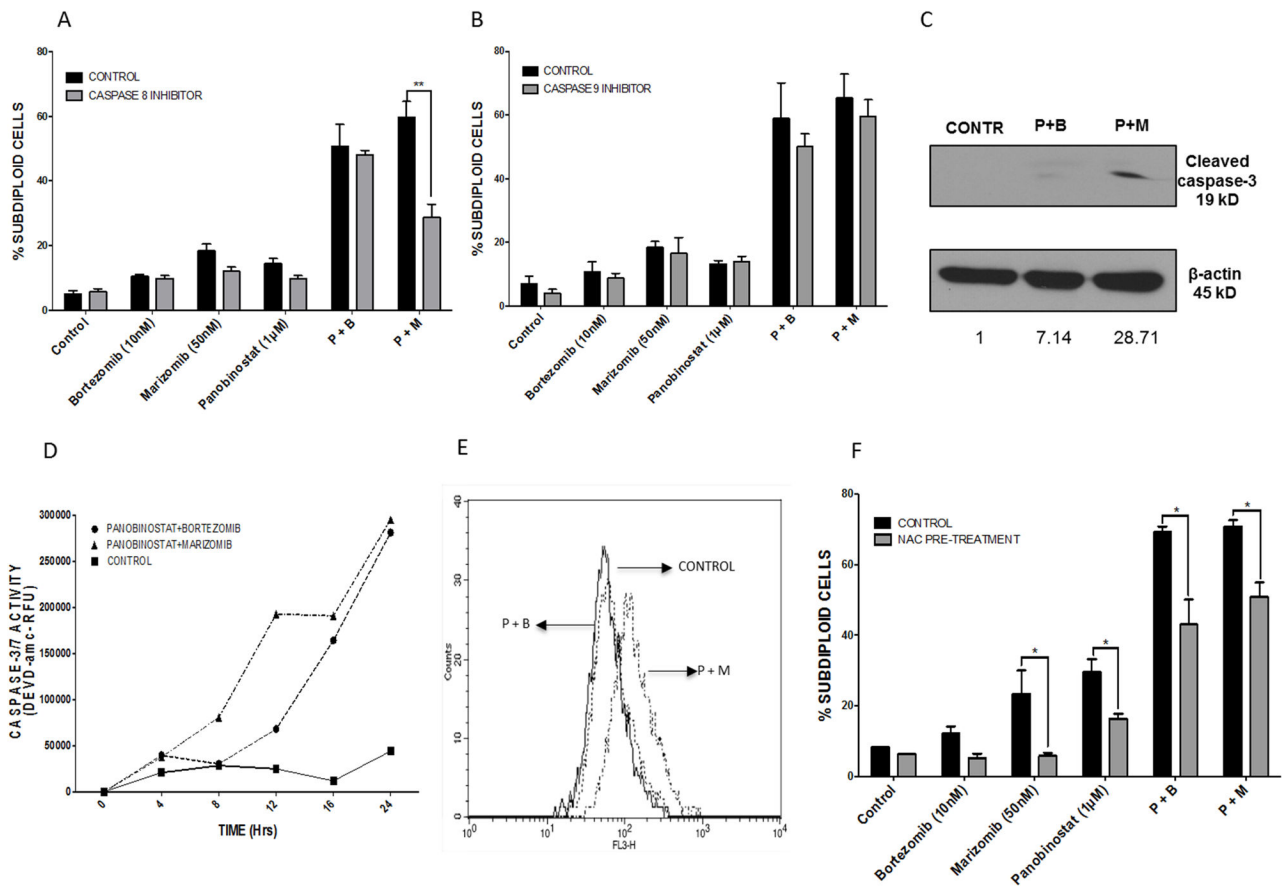 A
% SUBDIPLOID CELLS
80
60
40
20
0
CONTROL
CASPASE 8 INHIBITOR
**
Control
Bortezomib (10nM)
Marizomib (50nM)
Panobinostat (1µM)
P + B
P + M
B
% SUBDIPLOID CELLS
80
60
40
20
0
CONTROL
CASPASE 9 INHIBITOR
Control
Bortezomib (10nM)
Marizomib (50nM)
Panobinostat (1µM)
P + B
P + M
C
CONTR P+B P+M
Cleaved
caspase-3
19 kD
β-actin
45 kD
1 7.14 28.71
D
CASPASE-3/7 ACTIVITY
(DEVD-amc-RFU)
300000
250000
200000
150000
100000
50000
0
PANOBINOSTAT+BORTEZOMIB
PANOBINOSTAT+MARIZOMIB
CONTROL
0 4 8 12 16 24
TIME (Hrs)
E
Counts
40
30
20
10
0
CONTROL
P + B
P + M
10⁰ 10¹ 10² 10³ 10⁴
FL3-H
F
% SUBDIPLOID CELLS
80
60
40
20
0
CONTROL
NAC PRE-TREATMENT
*
*
*
*
Control
Bortezomib (10nM)
Marizomib (50nM)
Panobinostat (1µM)
P + B
P + M